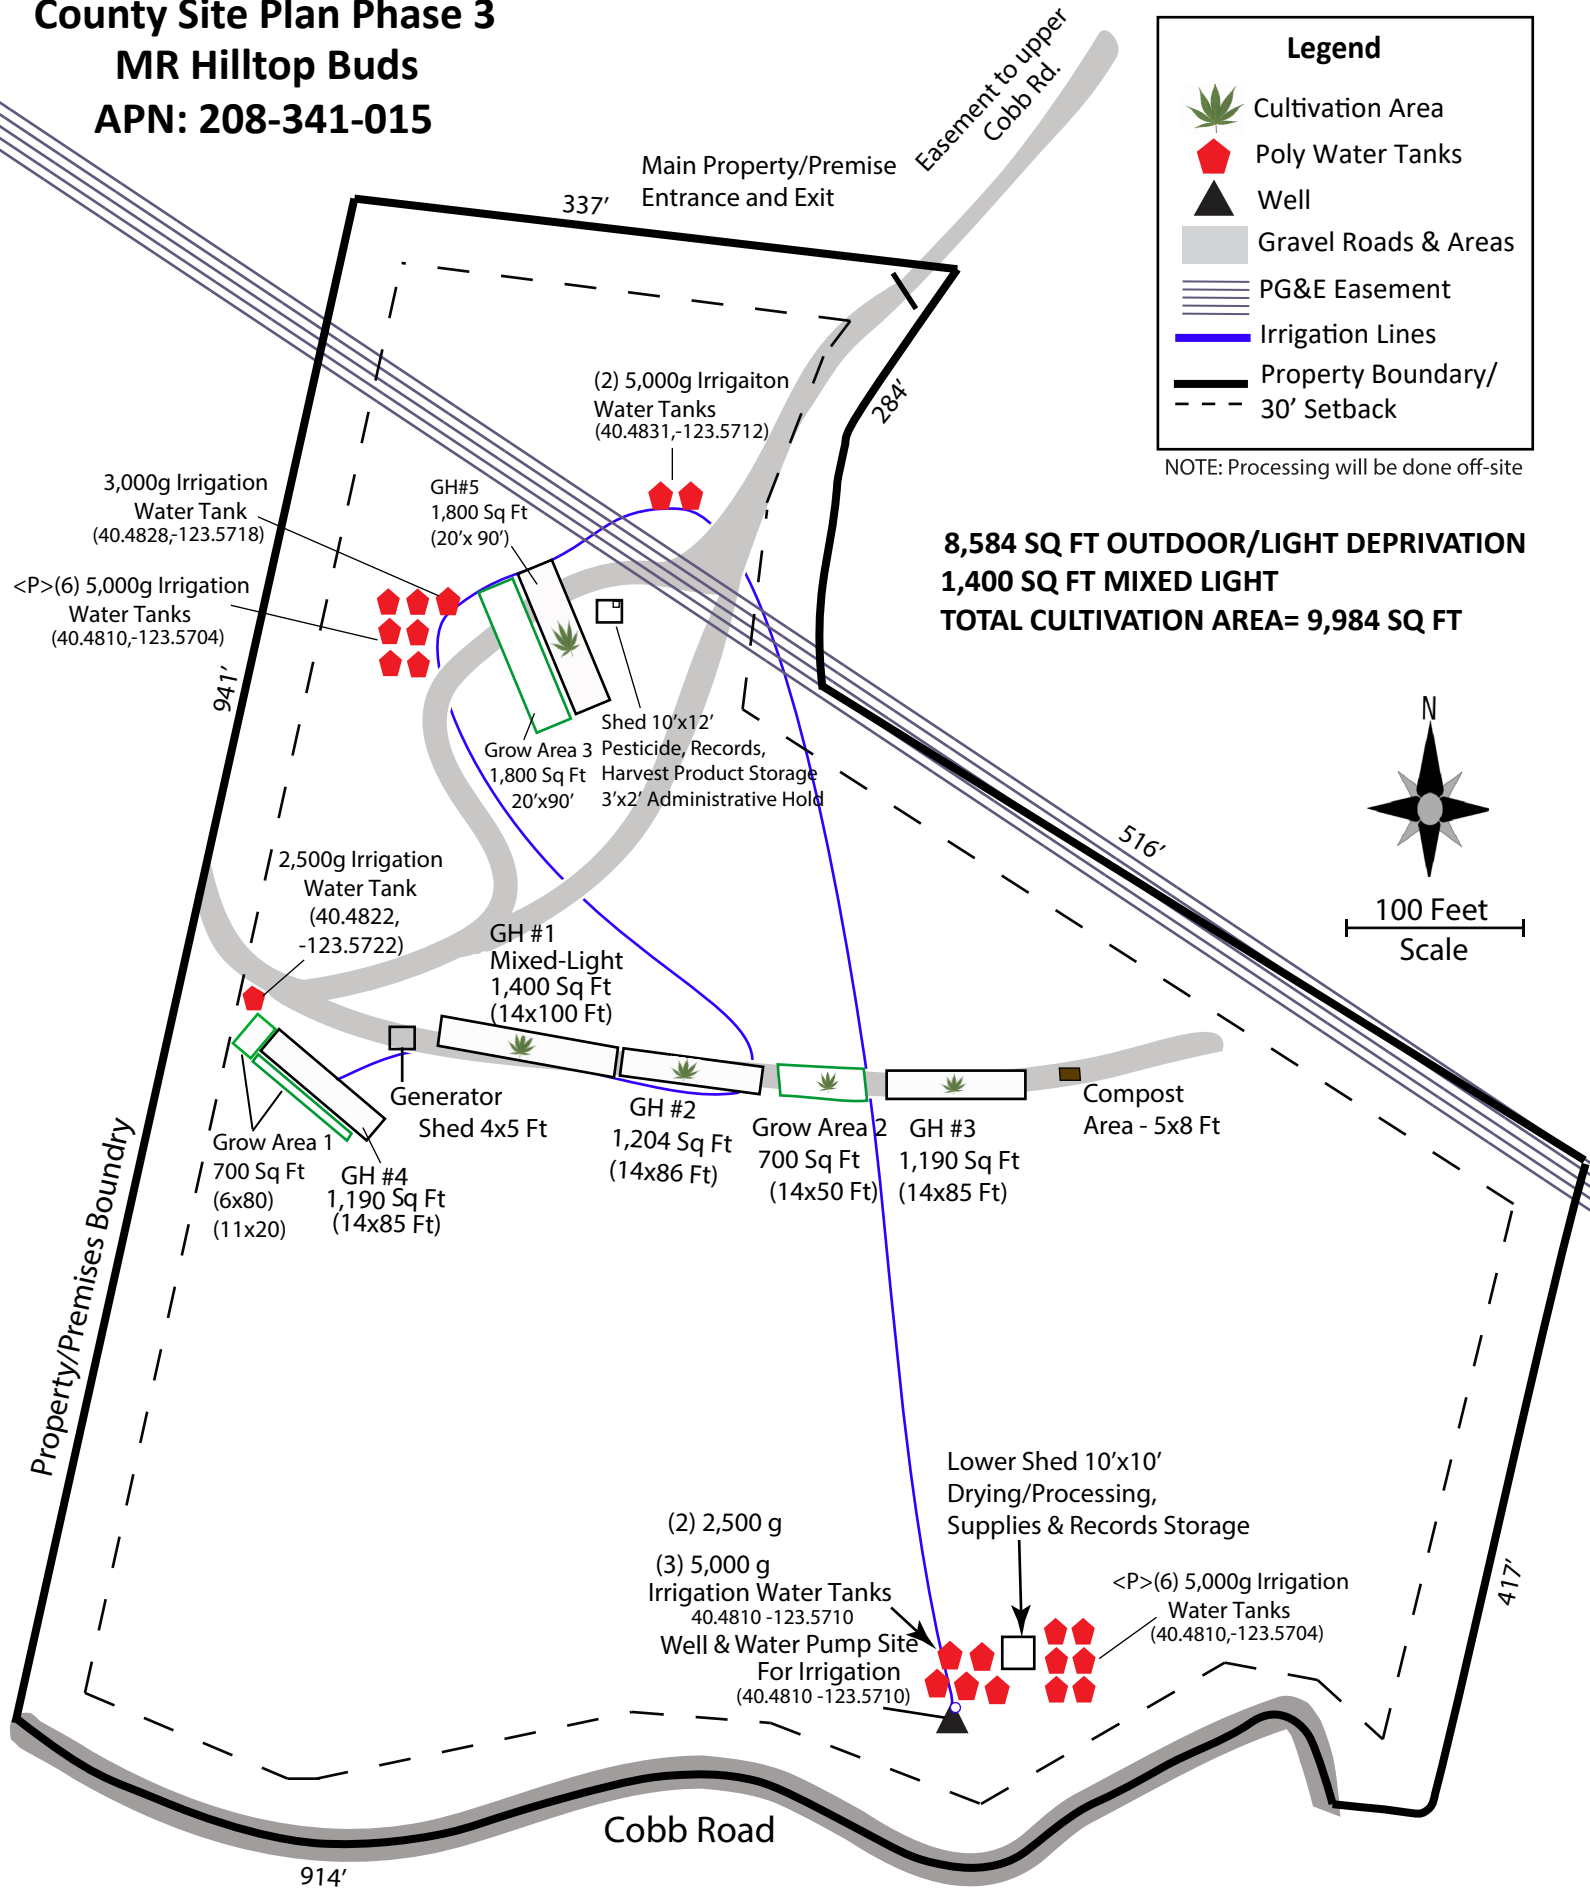 County Site Plan Phase 3
MR Hilltop Buds
APN: 208-341-015
Easement to upper
Cobb Rd.
Legend
Cultivation Area
Poly Water Tanks
Well
Gravel Roads & Areas
PG&E Easement
Irrigation Lines
Property Boundary/
30' Setback
NOTE: Processing will be done off-site
Main Property/Premise
Entrance and Exit
337'
284'
(2) 5,000g Irrigaiton
Water Tanks
(40.4831,-123.5712)
3,000g Irrigation
Water Tank
(40.4828,-123.5718)
GH#5
1,800 Sq Ft
(20'x 90')
<P>(6) 5,000g Irrigation
Water Tanks
(40.4810,-123.5704)
8,584 SQ FT OUTDOOR/LIGHT DEPRIVATION
1,400 SQ FT MIXED LIGHT
TOTAL CULTIVATION AREA= 9,984 SQ FT
941'
Grow Area 3
1,800 Sq Ft
20'x90'
Shed 10'x12'
Pesticide, Records,
Harvest Product Storage
3'x2' Administrative Hold
N
100 Feet
Scale
516'
2,500g Irrigation
Water Tank
(40.4822,
-123.5722)
GH #1
Mixed-Light
1,400 Sq Ft
(14x100 Ft)
Generator
Shed 4x5 Ft
GH #2
1,204 Sq Ft
(14x86 Ft)
Grow Area 2
700 Sq Ft
(14x50 Ft)
GH #3
1,190 Sq Ft
(14x85 Ft)
Compost
Area - 5x8 Ft
Grow Area 1
700 Sq Ft
(6x80)
(11x20)
GH #4
1,190 Sq Ft
(14x85 Ft)
Property/Premises Boundry
Lower Shed 10'x10'
Drying/Processing,
Supplies & Records Storage
(2) 2,500 g
(3) 5,000 g
Irrigation Water Tanks
40.4810 -123.5710
Well & Water Pump Site
For Irrigation
(40.4810 -123.5710)
<P>(6) 5,000g Irrigation
Water Tanks
(40.4810,-123.5704)
417'
Cobb Road
914'